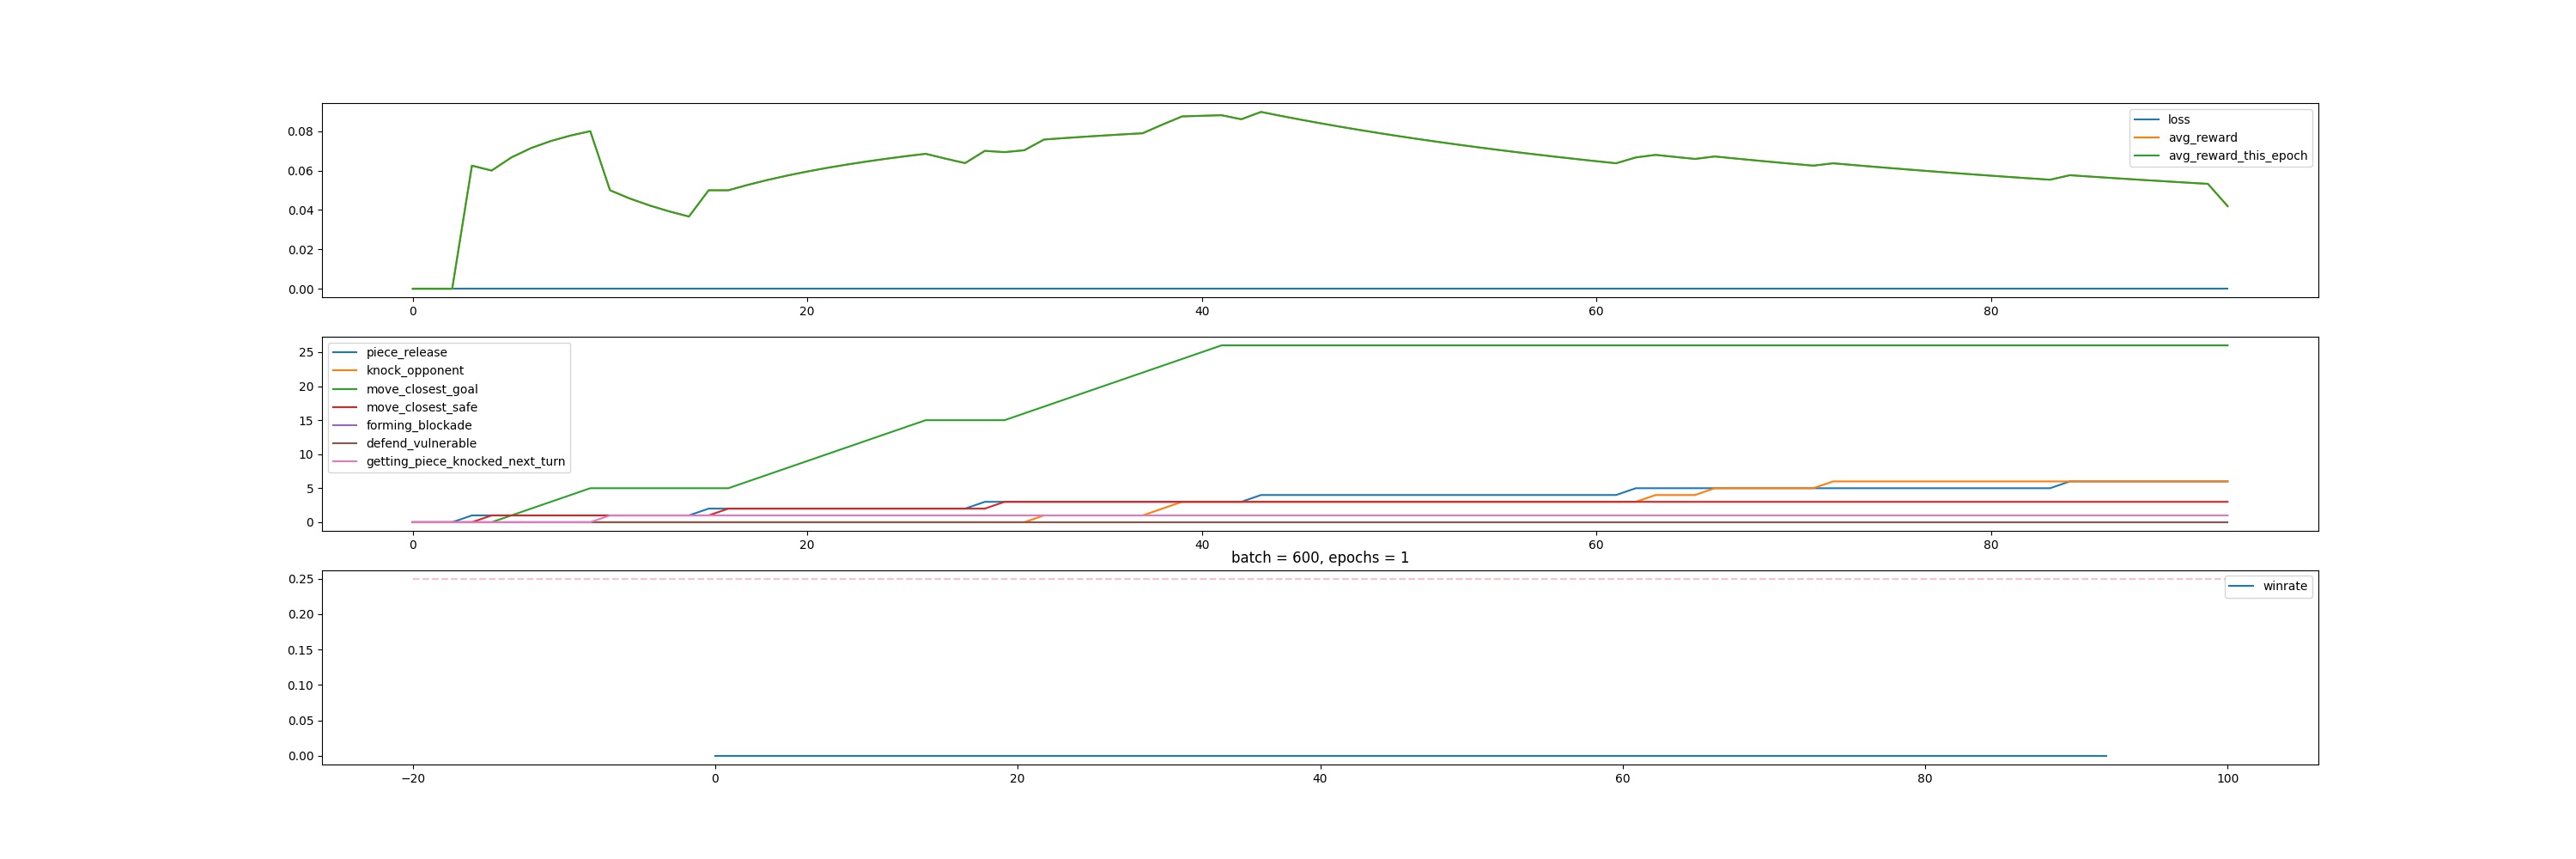 0.08
0.06
0.04
0.02
0.00
loss
avg_reward
avg_reward_this_epoch
0 20 40 60 80
25
20
15
10
5
0
piece_release
knock_opponent
move_closest_goal
move_closest_safe
forming_blockade
defend_vulnerable
getting_piece_knocked_next_turn
0 20 40 60 80
batch = 600, epochs = 1
0.25
0.20
0.15
0.10
0.05
0.00
winrate
−20 0 20 40 60 80 100